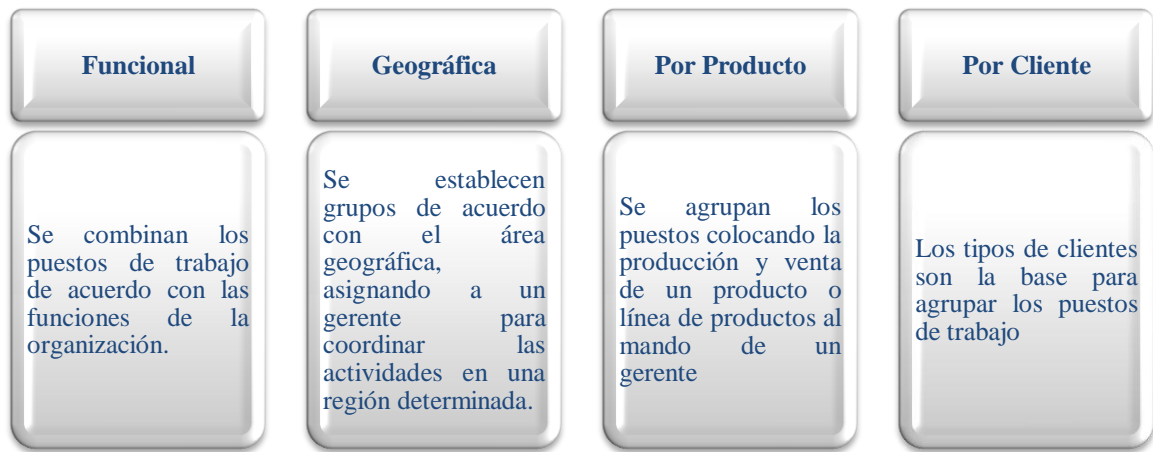 Funcional
Se combinan los
puestos de trabajo
de acuerdo con las
funciones de la
organización.
Geográfica
Se establecen
grupos de acuerdo
con el área
geográfica,
asignando a un
gerente para
coordinar las
actividades en una
región determinada.
Por Producto
Se agrupan los
puestos colocando la
producción y venta
de un producto o
línea de productos al
mando de un
gerente
Por Cliente
Los tipos de clientes
son la base para
agrupar los puestos
de trabajo